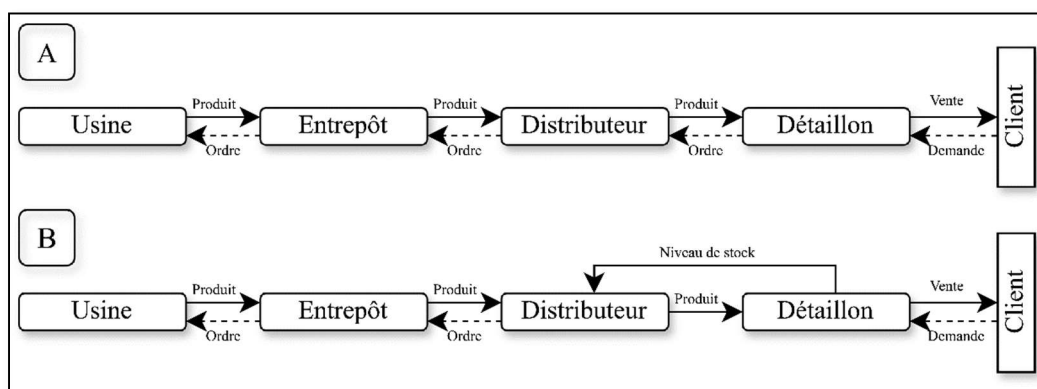 A
Produit Produit Produit Vente
Usine Entrepôt Distributeur Détaillon Client
Ordre Ordre Ordre Demande
B
Niveau de stock
Produit Produit Produit Vente
Usine Entrepôt Distributeur Détaillon Client
Ordre Ordre Demande